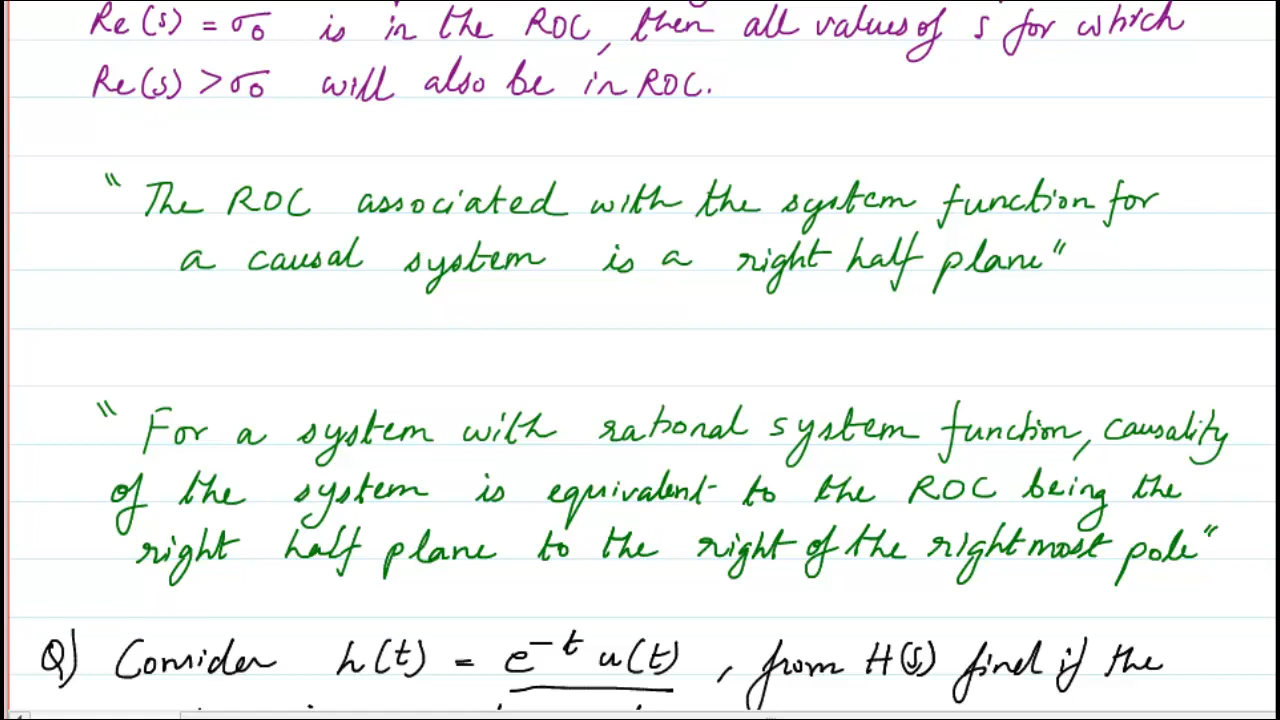 Re(s) = σ₀ is in the ROC, then all values of s for which
Re(s) > σ₀ will also be in ROC.
" The ROC associated with the system function for
a causal system is a right half plane"
" For a system with rational system function, causality
of the system is equivalent to the ROC being the
right half plane to the right of the rightmost pole"
Q) Consider h(t) = e^{-t} u(t) , from H(s) find if the